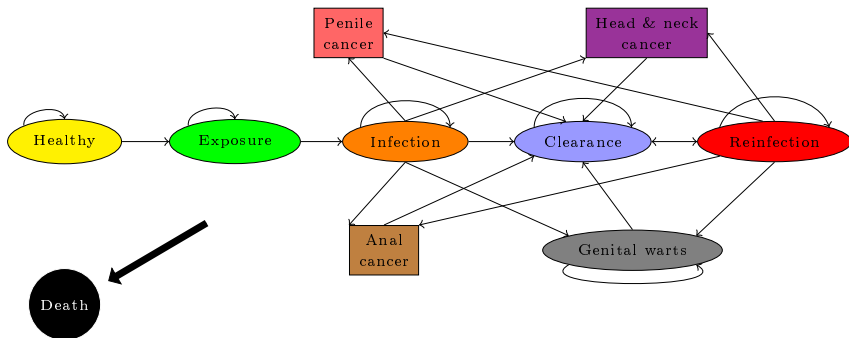 Penile
cancer
Head & neck
cancer
Healthy
Exposure
Infection
Clearance
Reinfection
Anal
cancer
Genital warts
Death